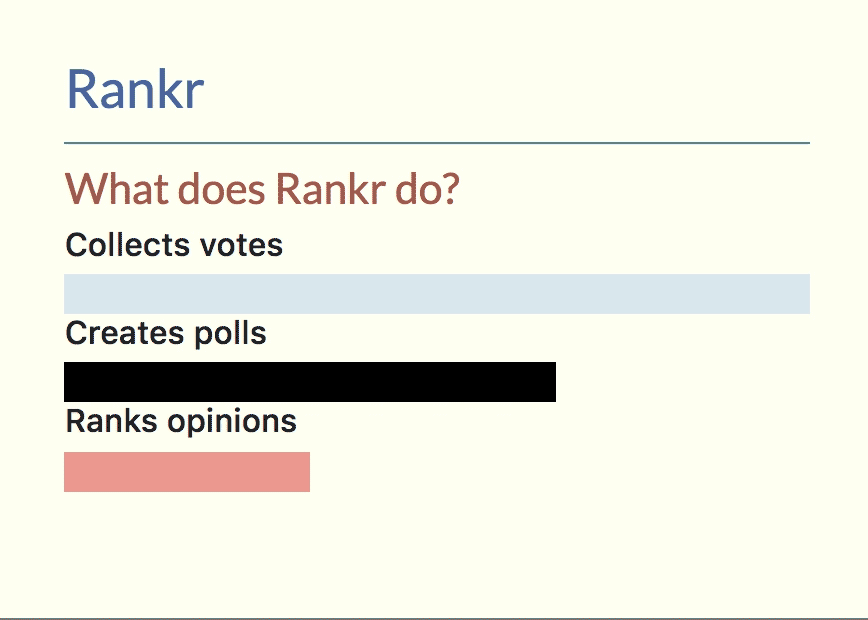 Rankr
What does Rankr do?
Collects votes
Creates polls
Ranks opinions